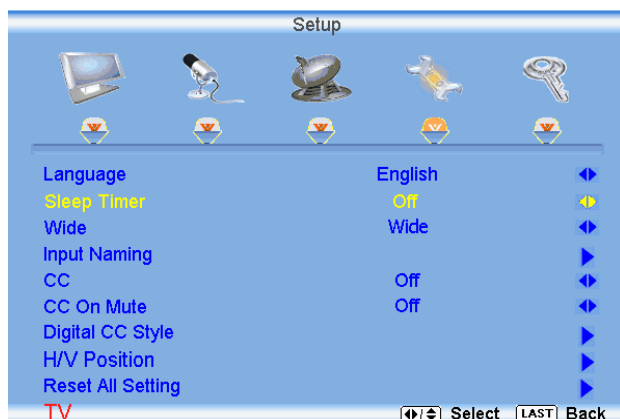 Setup
Language English
Sleep Timer Off
Wide Wide
Input Naming
CC Off
CC On Mute Off
Digital CC Style
H/V Position
Reset All Setting
TV Select LAST Back